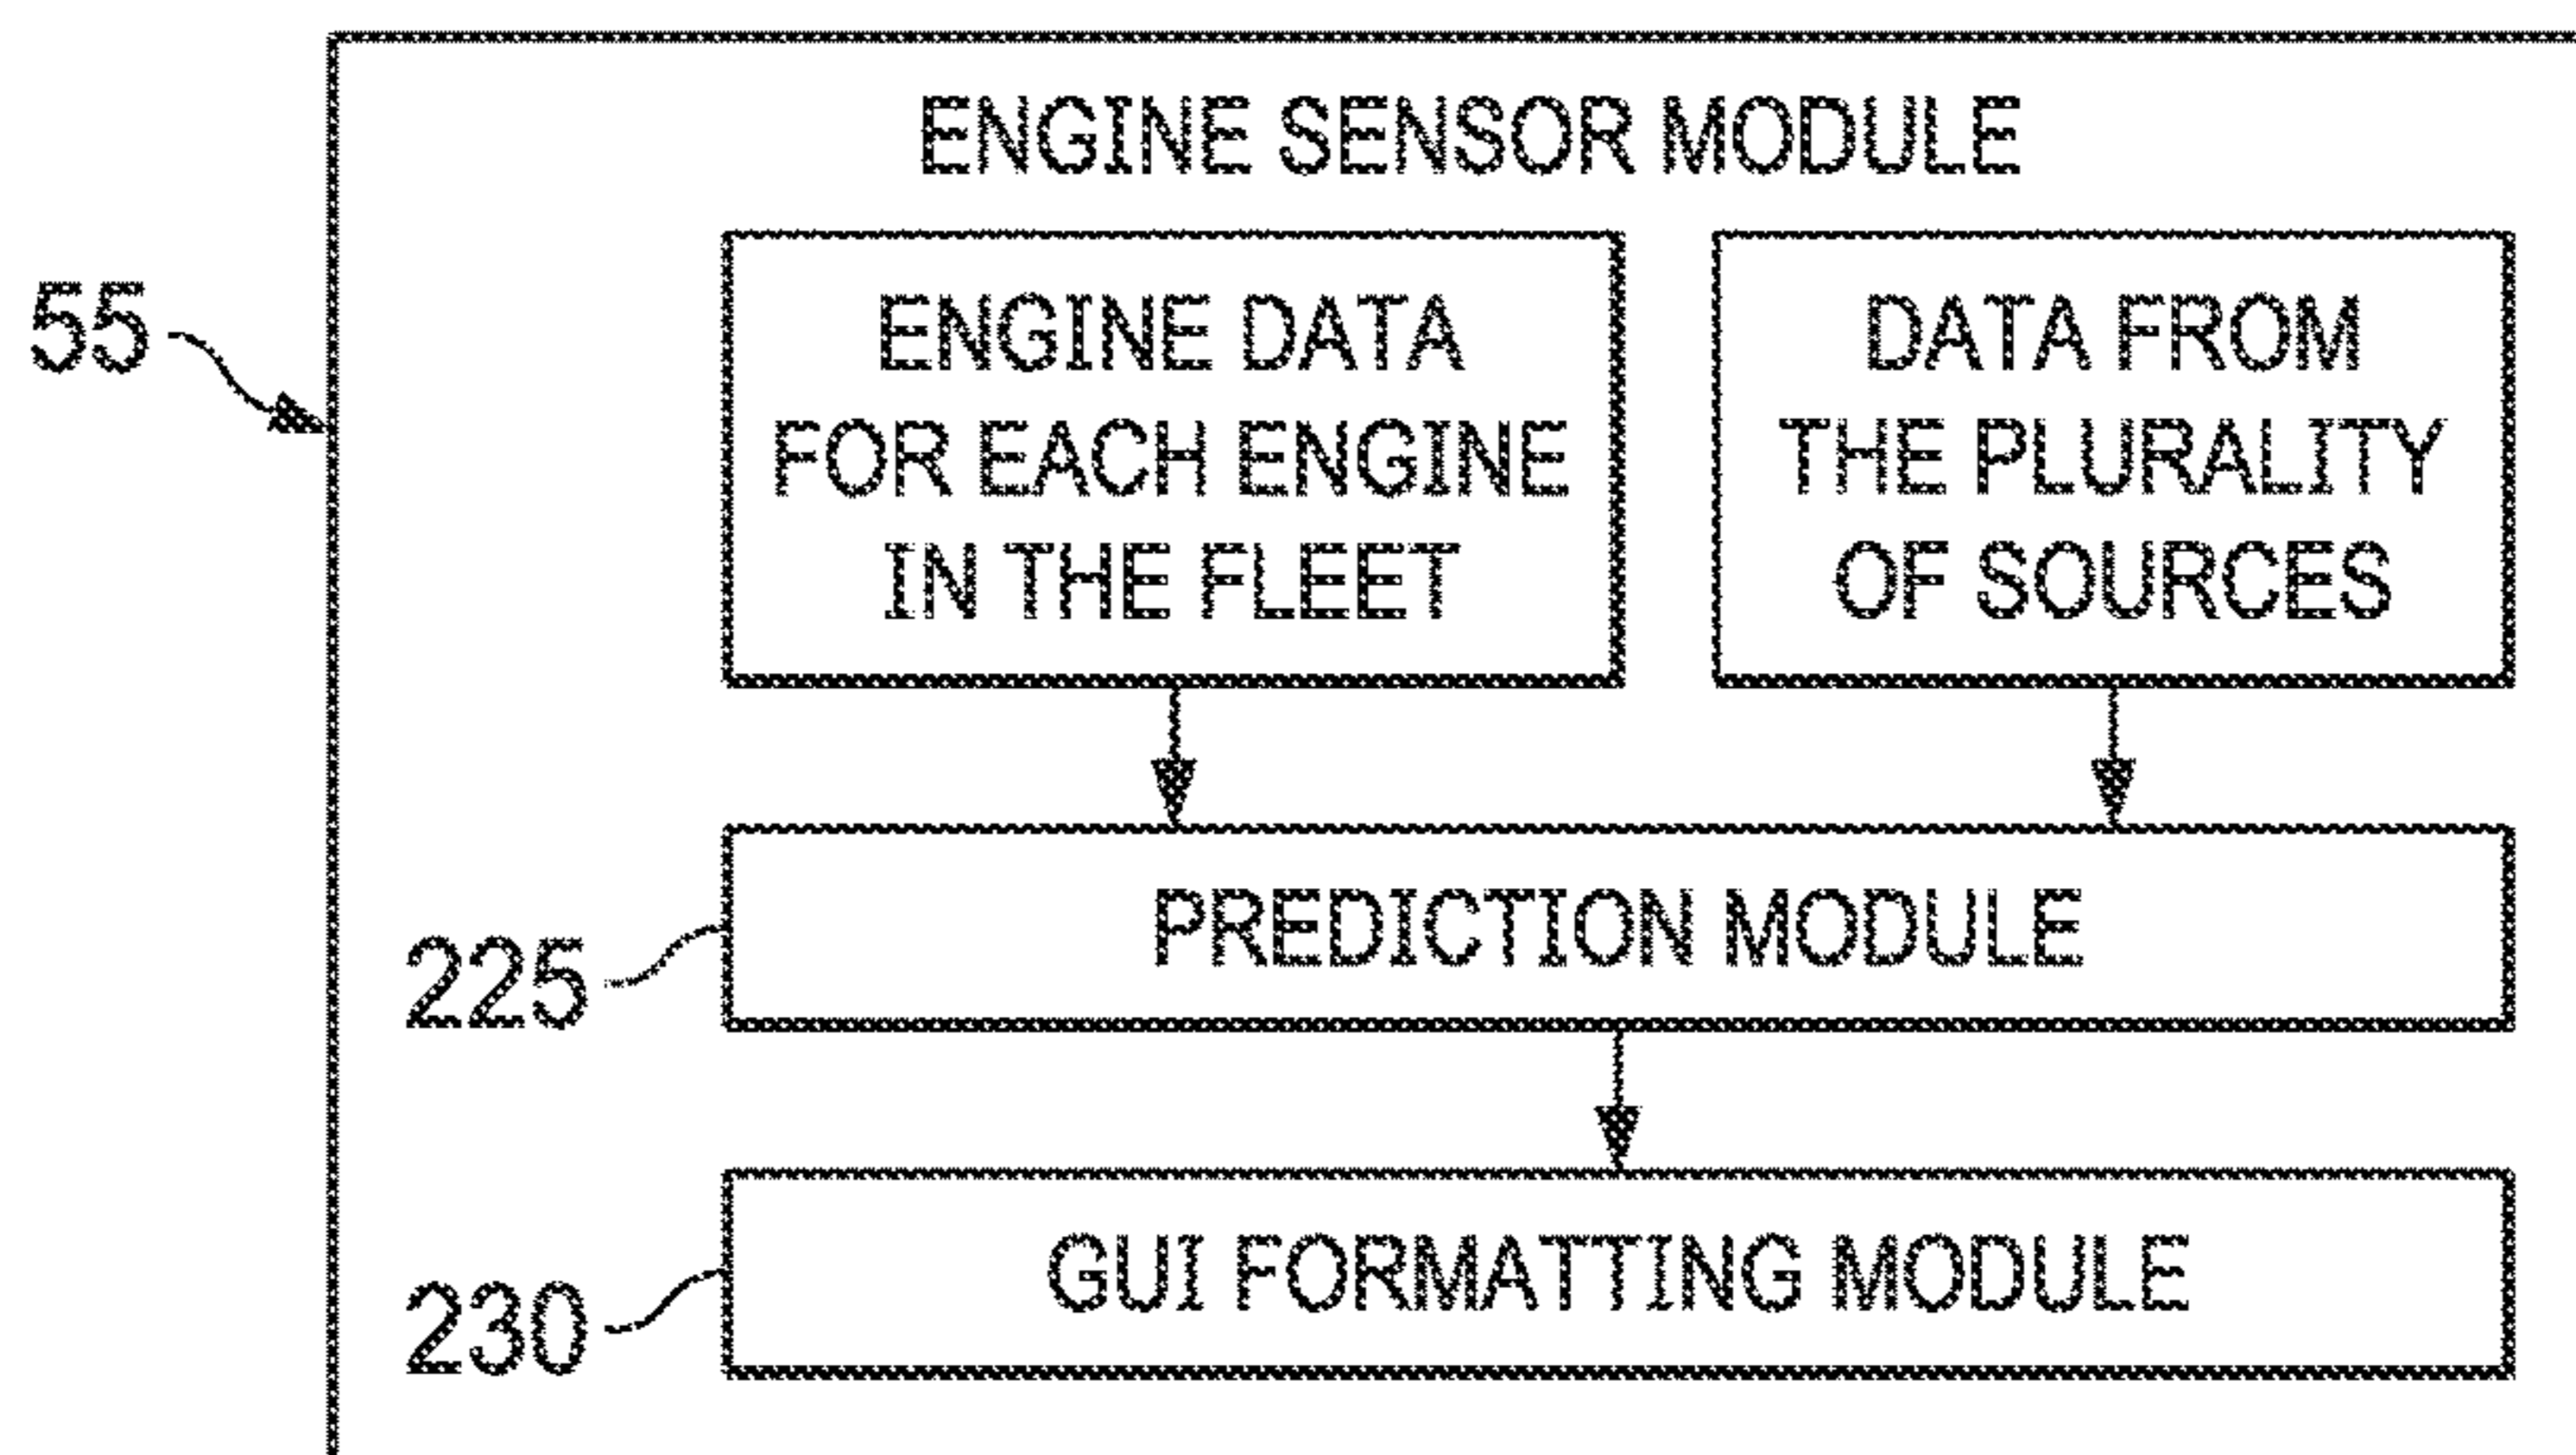 ENGINE SENSOR MODULE
55
ENGINE DATA
FOR EACH ENGINE
IN THE FLEET
DATA FROM
THE PLURALITY
OF SOURCES
225
PREDICTION MODULE
230
GUI FORMATTING MODULE